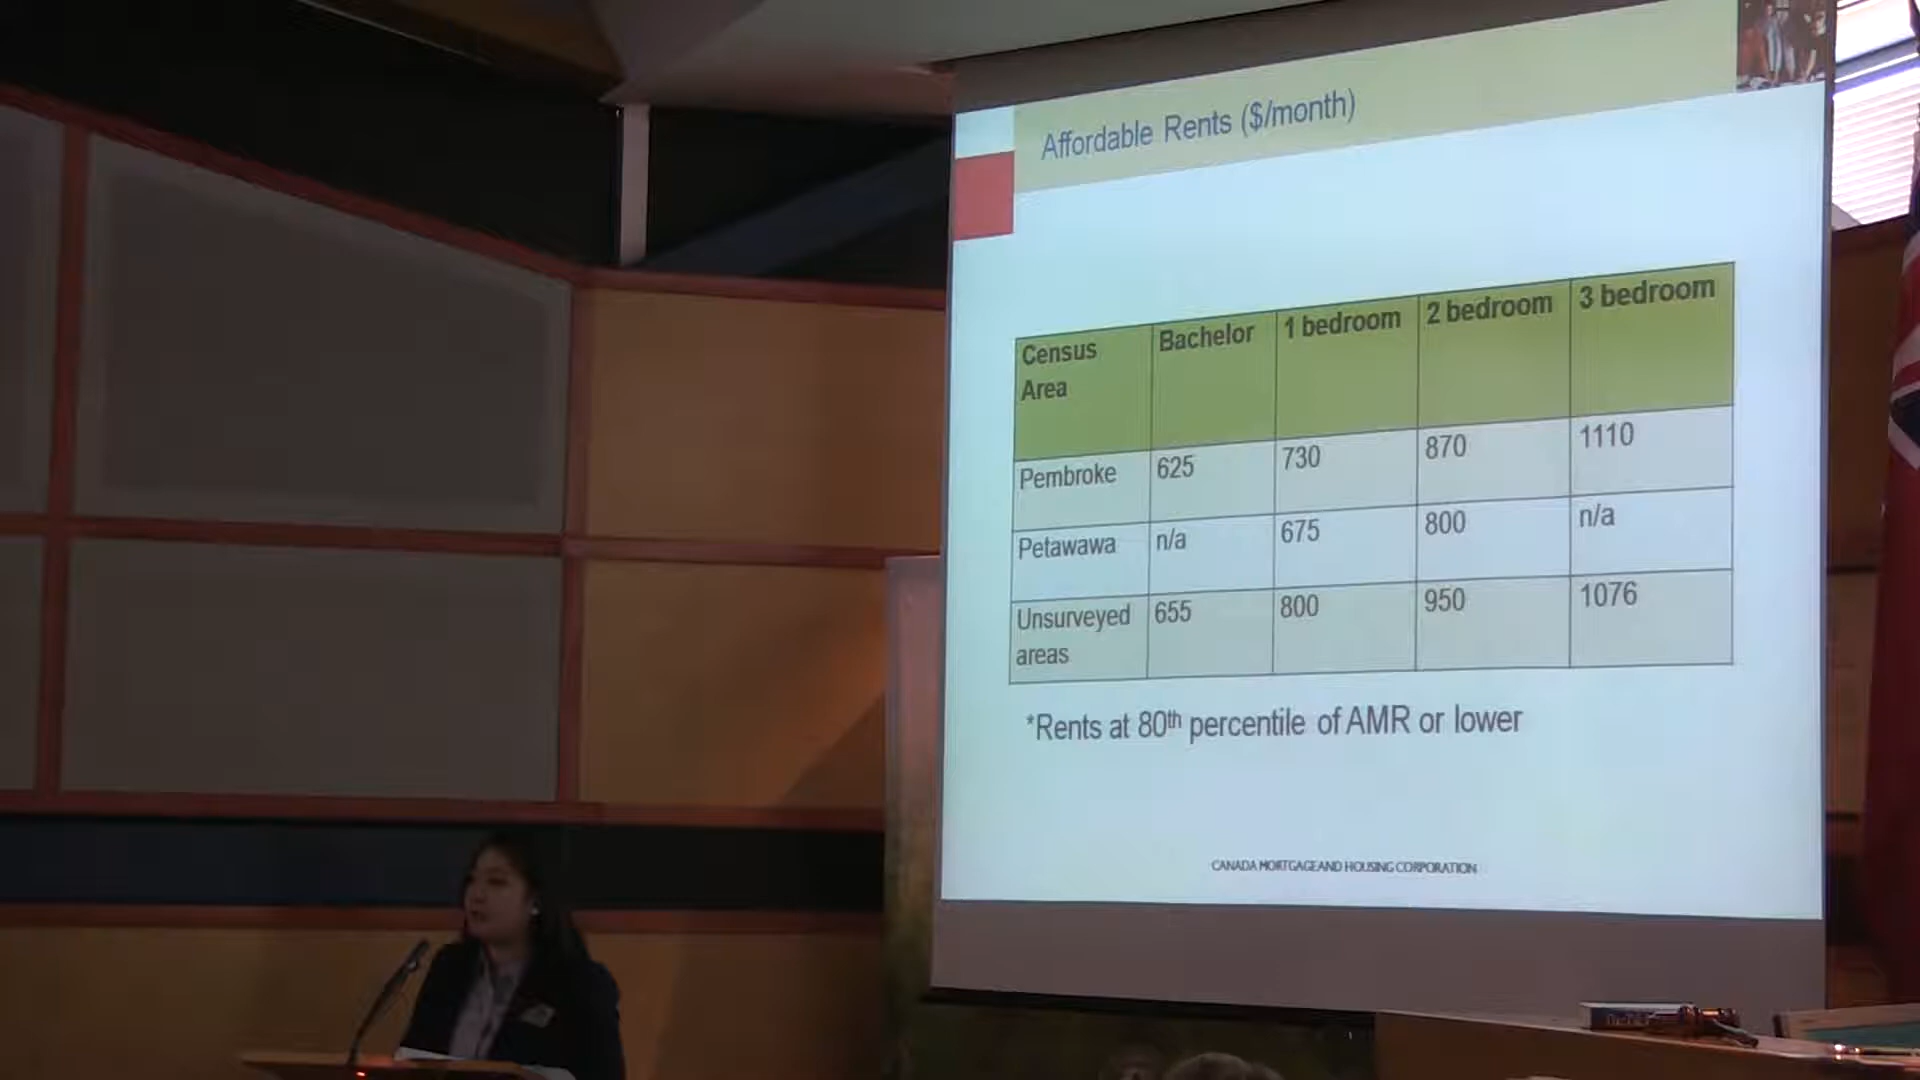 Affordable Rents ($/month)
Census Area Bachelor 1 bedroom 2 bedroom 3 bedroom
Pembroke 625 730 870 1110
Petawawa n/a 675 800 n/a
Unsurveyed areas 655 800 950 1076
*Rents at 80th percentile of AMR or lower
CANADA MORTGAGE AND HOUSING CORPORATION